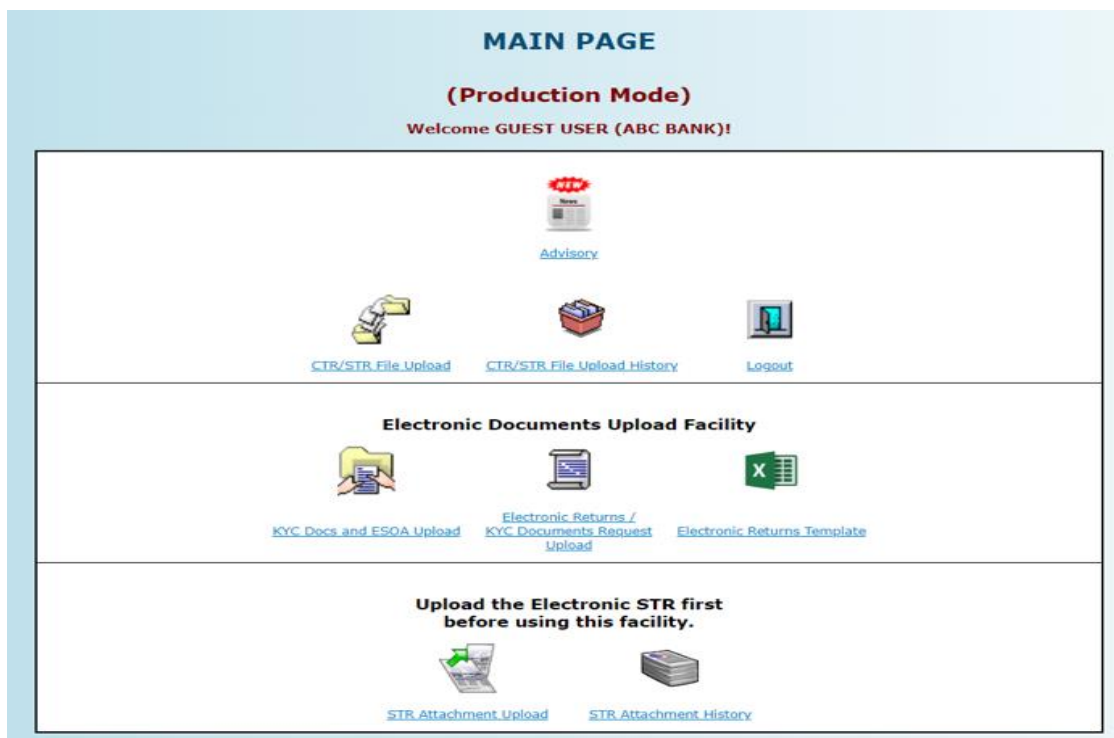 MAIN PAGE
(Production Mode)
Welcome GUEST USER (ABC BANK)!
NEW
News
Advisory
CTR/STR File Upload
CTR/STR File Upload History
Logout
Electronic Documents Upload Facility
X
KYC Docs and ESOA Upload
Electronic Returns /
KYC Documents Request
Upload
Electronic Returns Template
Upload the Electronic STR first
before using this facility.
STR Attachment Upload
STR Attachment History